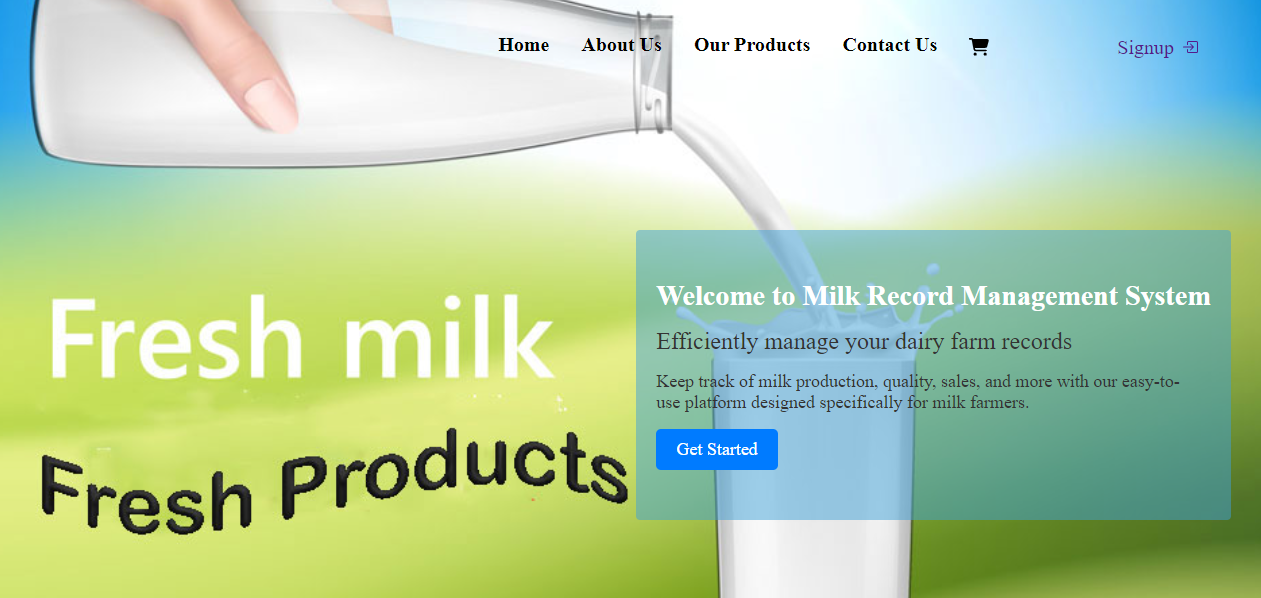 Home About Us Our Products Contact Us Signup
Welcome to Milk Record Management System
Efficiently manage your dairy farm records
Keep track of milk production, quality, sales, and more with our easy-to-
use platform designed specifically for milk farmers.
Get Started
Fresh milk
Fresh Products